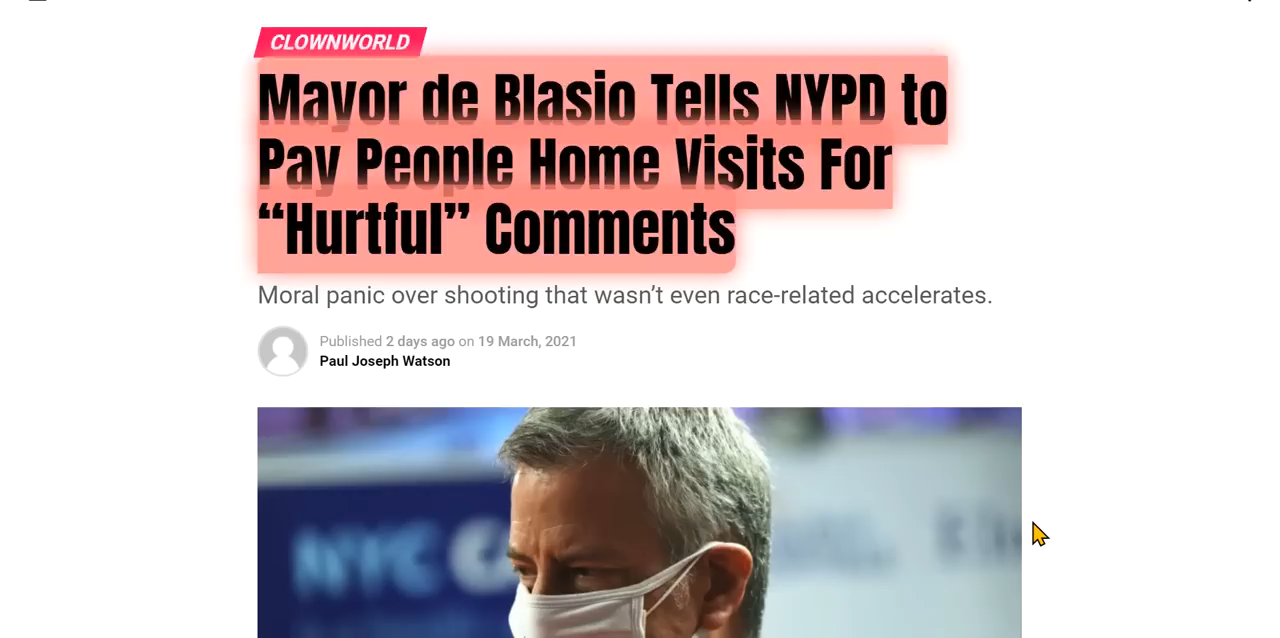 CLOWNWORLD
Mayor de Blasio Tells NYPD to
Pay People Home Visits For
“Hurtful” Comments
Moral panic over shooting that wasn’t even race-related accelerates.
Published 2 days ago on 19 March, 2021
Paul Joseph Watson
NYC